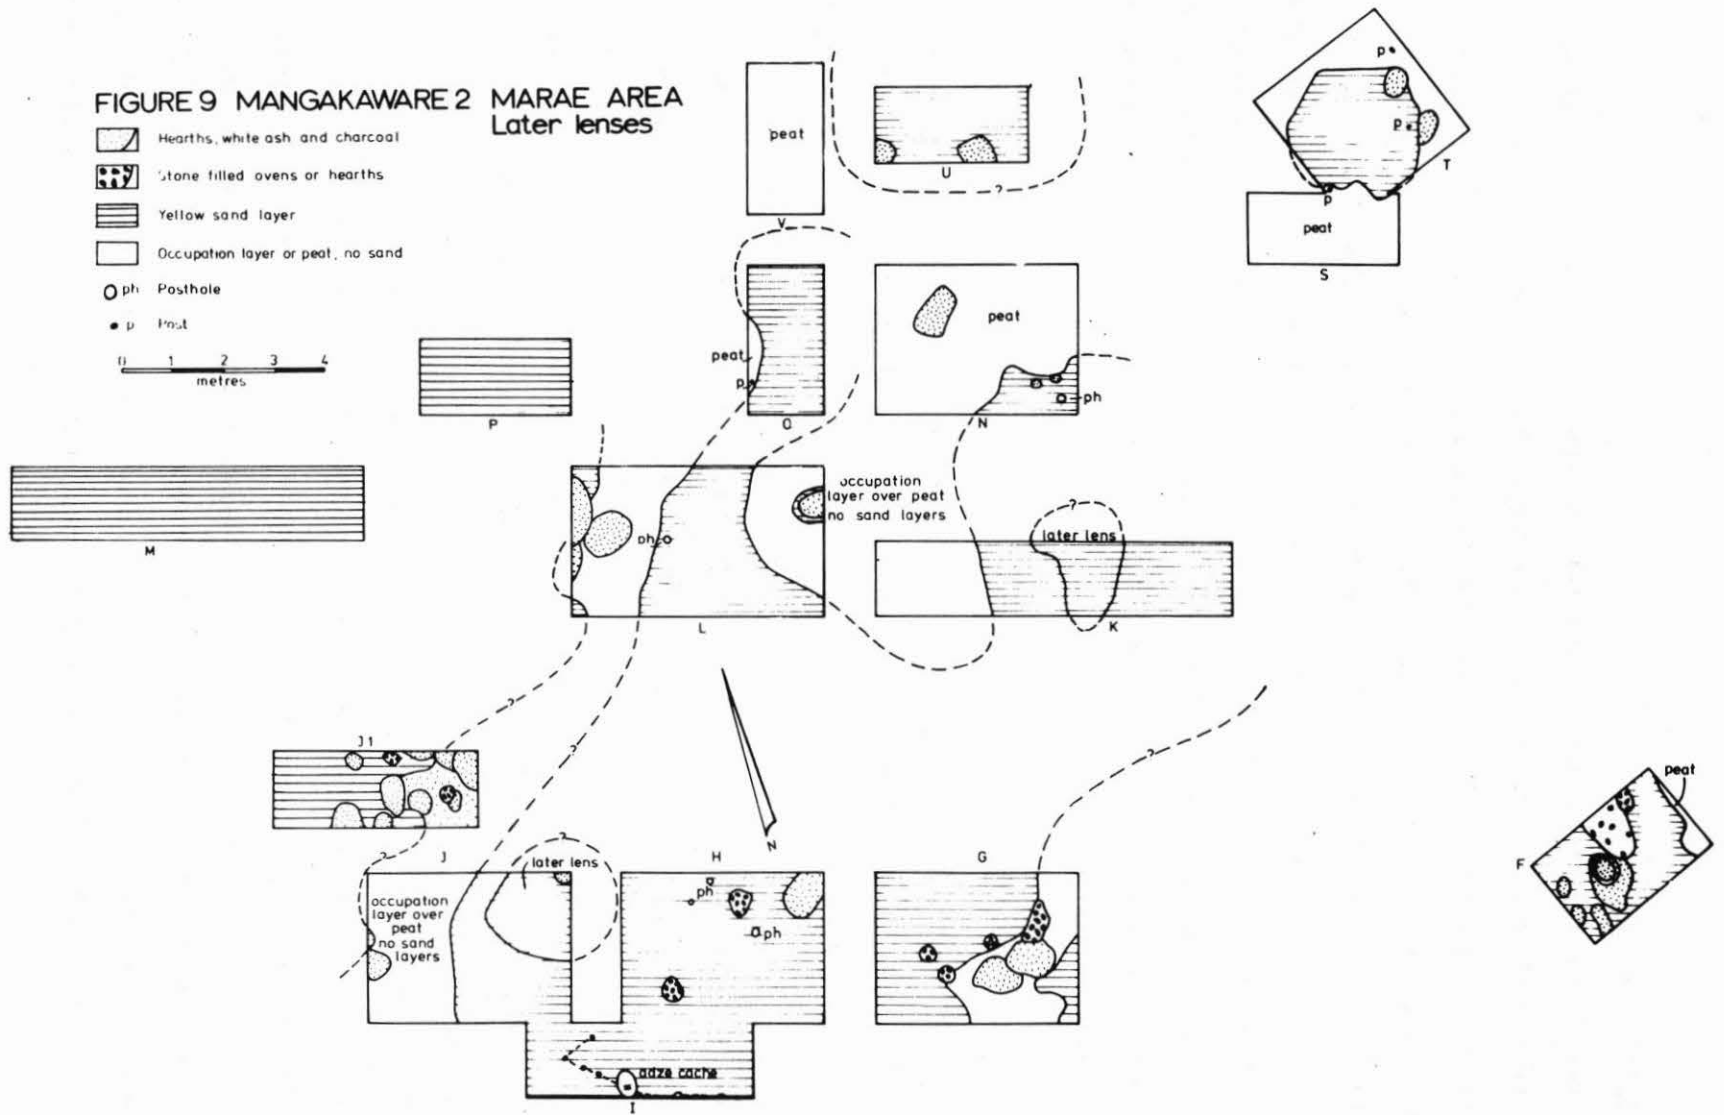 FIGURE 9 MANGAKAWARE 2 MARAE AREA
Later lenses
Hearths, white ash and charcoal
Stone filled ovens or hearths
Yellow sand layer
Occupation layer or peat, no sand
ph Posthole
p Post
0 1 2 3 4
metres
peat
V
U
?
p
p
T
p
peat
S
peat
p
O
peat
ph
N
P
M
ph
L
occupation
layer over peat
no sand layers
?
later lens
K
?
?
?
N
J1
?
J
occupation
layer over
peat
no sand
layers
?
later lens
H
ph
ph
G
peat
F
adze cache
I